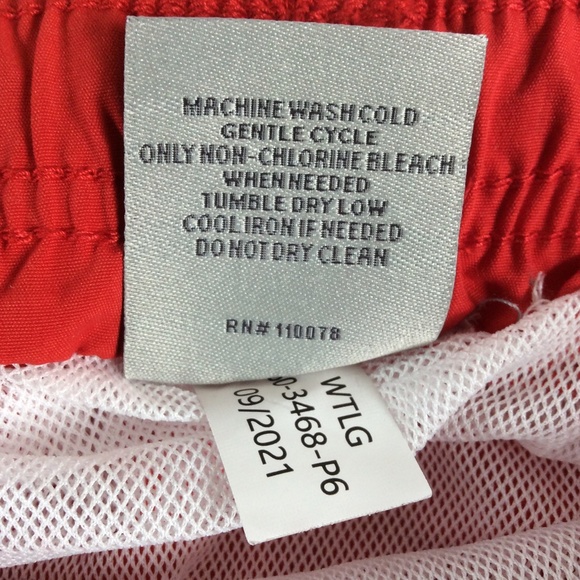 MACHINE WASH COLD
GENTLE CYCLE
ONLY NON-CHLORINE BLEACH
WHEN NEEDED
TUMBLE DRY LOW
COOL IRON IF NEEDED
DO NOT DRY CLEAN
RN# 110078
WTLG
0-3468-P6
09/2021